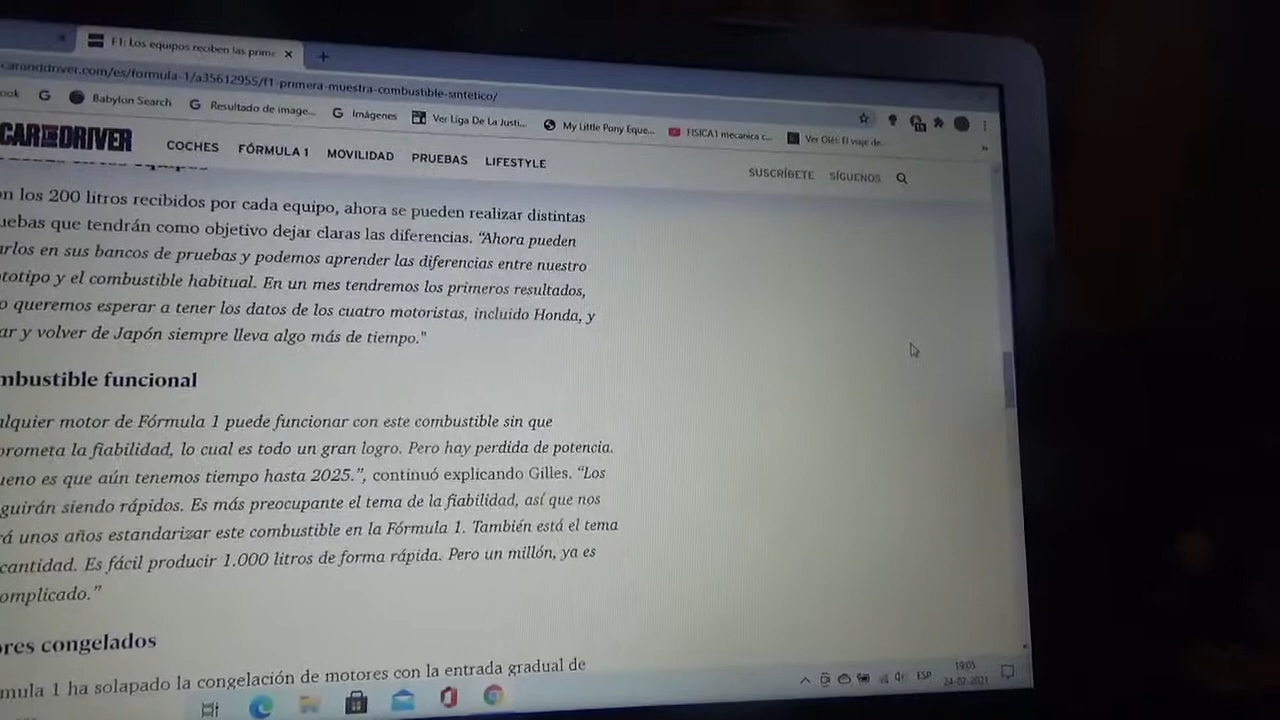 F1: Los equipos reciben las prime
caranddriver.com/es/formula-1/a35612955/f1-primera-muestra-combustible-sintetico/
ook G Babylon Search G Resultado de image... G Imágenes Ver Liga De La Justi... My Little Pony Eque... FISICA1 mecanica c... Ver Olét: El viaje de...
CAR AND DRIVER COCHES FÓRMULA 1 MOVILIDAD PRUEBAS LIFESTYLE SUSCRÍBETE SÍGUENOS
on los 200 litros recibidos por cada equipo, ahora se pueden realizar distintas
uebas que tendrán como objetivo dejar claras las diferencias. “Ahora pueden
arlos en sus bancos de pruebas y podemos aprender las diferencias entre nuestro
totipo y el combustible habitual. En un mes tendremos los primeros resultados,
o queremos esperar a tener los datos de los cuatro motoristas, incluido Honda, y
ar y volver de Japón siempre lleva algo más de tiempo."
mbustible funcional
alquier motor de Fórmula 1 puede funcionar con este combustible sin que
prometa la fiabilidad, lo cual es todo un gran logro. Pero hay perdida de potencia.
ueno es que aún tenemos tiempo hasta 2025.”, continuó explicando Gilles. “Los
guirán siendo rápidos. Es más preocupante el tema de la fiabilidad, así que nos
rá unos años estandarizar este combustible en la Fórmula 1. También está el tema
cantidad. Es fácil producir 1.000 litros de forma rápida. Pero un millón, ya es
omplicado.”
ores congelados
mula 1 ha solapado la congelación de motores con la entrada gradual de
ESP 19:05
24-02-2021